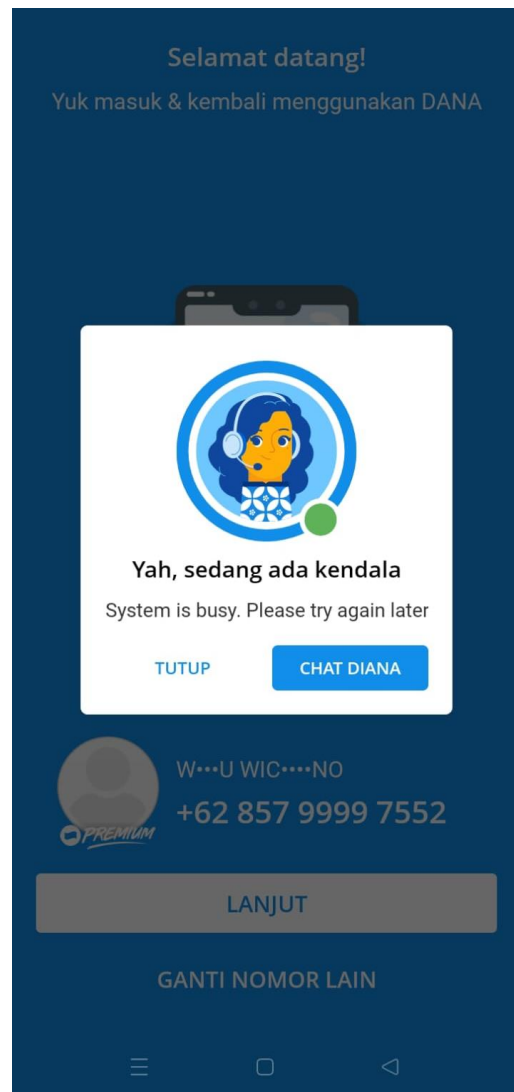 Selamat datang!
Yuk masuk & kembali menggunakan DANA
Yah, sedang ada kendala
System is busy. Please try again later
TUTUP
CHAT DIANA
W•••U WIC••••NO
+62 857 9999 7552
PREMIUM
LANJUT
GANTI NOMOR LAIN